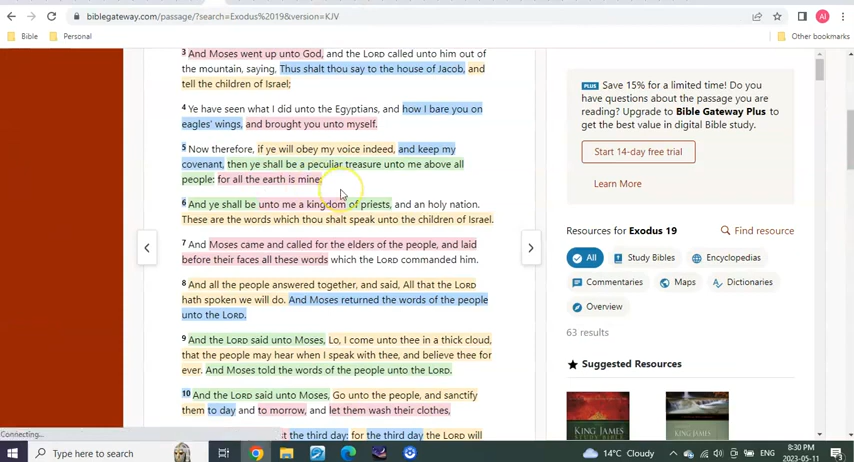 biblegateway.com/passage/?search=Exodus%2019&version=KJV
AI
Bible
Personal
Other bookmarks
3 And Moses went up unto God, and the LORD called unto him out of
the mountain, saying, Thus shalt thou say to the house of Jacob, and
tell the children of Israel;
4 Ye have seen what I did unto the Egyptians, and how I bare you on
eagles' wings, and brought you unto myself.
5 Now therefore, if ye will obey my voice indeed, and keep my
covenant, then ye shall be a peculiar treasure unto me above all
people: for all the earth is mine:
6 And ye shall be unto me a kingdom of priests, and an holy nation.
These are the words which thou shalt speak unto the children of Israel.
7 And Moses came and called for the elders of the people, and laid
before their faces all these words which the LORD commanded him.
8 And all the people answered together, and said, All that the LORD
hath spoken we will do. And Moses returned the words of the people
unto the LORD.
9 And the LORD said unto Moses, Lo, I come unto thee in a thick cloud,
that the people may hear when I speak with thee, and believe thee for
ever. And Moses told the words of the people unto the LORD.
10 And the LORD said unto Moses, Go unto the people, and sanctify
them to day and to morrow, and let them wash their clothes,
the third day: for the third day the LORD will
PLUS Save 15% for a limited time! Do you
have questions about the passage you are
reading? Upgrade to Bible Gateway Plus to
get the best value in digital Bible study.
Start 14-day free trial
Learn More
Resources for Exodus 19
Find resource
All
Study Bibles
Encyclopedias
Commentaries
Maps
Dictionaries
Overview
63 results
Suggested Resources
KING JAMES
KING JAMES
Connecting...
Type here to search
14°C Cloudy
ENG
8:30 PM
2023-05-11